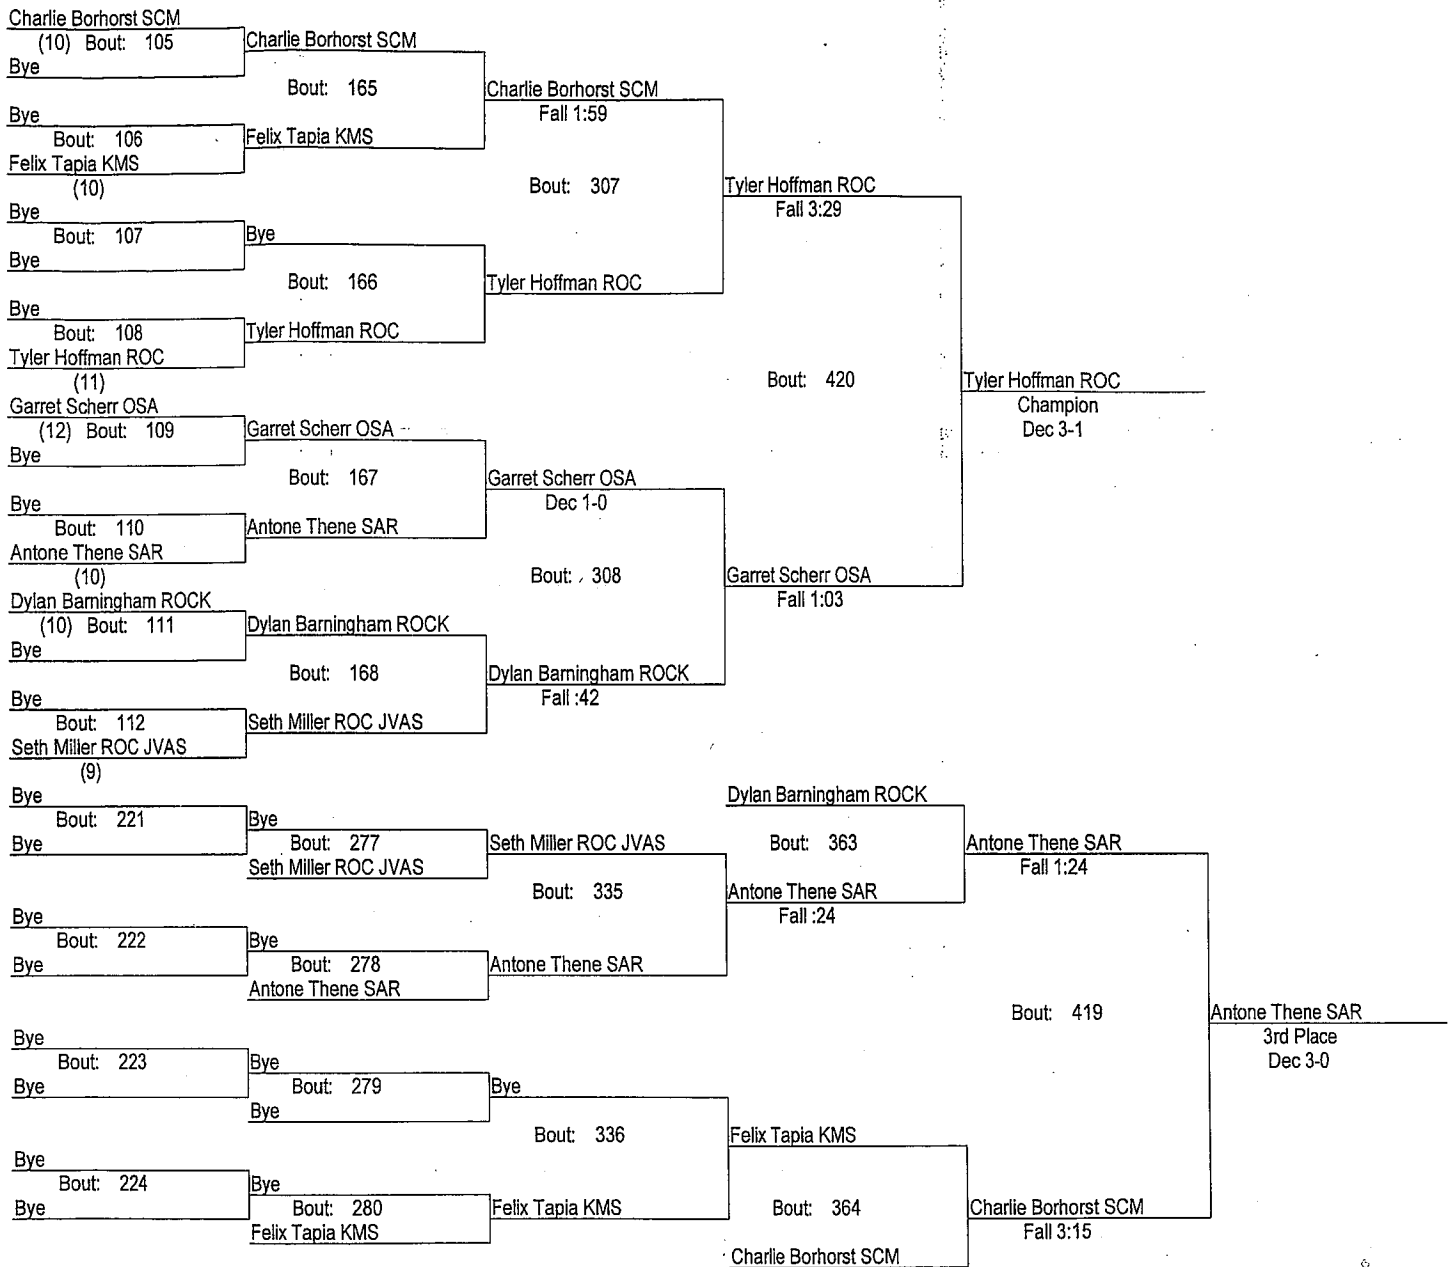 Charlie Borhorst SCM
(10) Bout: 105
Bye
Charlie Borhorst SCM
Bout: 165
Bye
Bout: 106
Felix Tapia KMS
(10)
Felix Tapia KMS
Charlie Borhorst SCM
Fall 1:59
Bout: 307
Bye
Bout: 107
Bye
Bye
Bout: 166
Bye
Bout: 108
Tyler Hoffman ROC
(11)
Tyler Hoffman ROC
Tyler Hoffman ROC
Tyler Hoffman ROC
Fall 3:29
Bout: 420
Garret Scherr OSA
(12) Bout: 109
Bye
Garret Scherr OSA
Bout: 167
Bye
Bout: 110
Antone Thene SAR
(10)
Antone Thene SAR
Garret Scherr OSA
Dec 1-0
Bout: 308
Dylan Barningham ROCK
(10) Bout: 111
Bye
Dylan Barningham ROCK
Bout: 168
Bye
Bout: 112
Seth Miller ROC JVAS
(9)
Seth Miller ROC JVAS
Dylan Barningham ROCK
Fall :42
Garret Scherr OSA
Fall 1:03
Tyler Hoffman ROC
Champion
Dec 3-1
Bye
Bout: 221
Bye
Bye
Bout: 277
Seth Miller ROC JVAS
Seth Miller ROC JVAS
Bout: 335
Bye
Bout: 222
Bye
Bye
Bout: 278
Antone Thene SAR
Antone Thene SAR
Dylan Barningham ROCK
Bout: 363
Antone Thene SAR
Fall :24
Antone Thene SAR
Fall 1:24
Bout: 419
Bye
Bout: 223
Bye
Bye
Bout: 279
Bye
Bye
Bout: 336
Bye
Bout: 224
Bye
Bye
Bout: 280
Felix Tapia KMS
Felix Tapia KMS
Felix Tapia KMS
Bout: 364
Charlie Borhorst SCM
Charlie Borhorst SCM
Fall 3:15
Antone Thene SAR
3rd Place
Dec 3-0